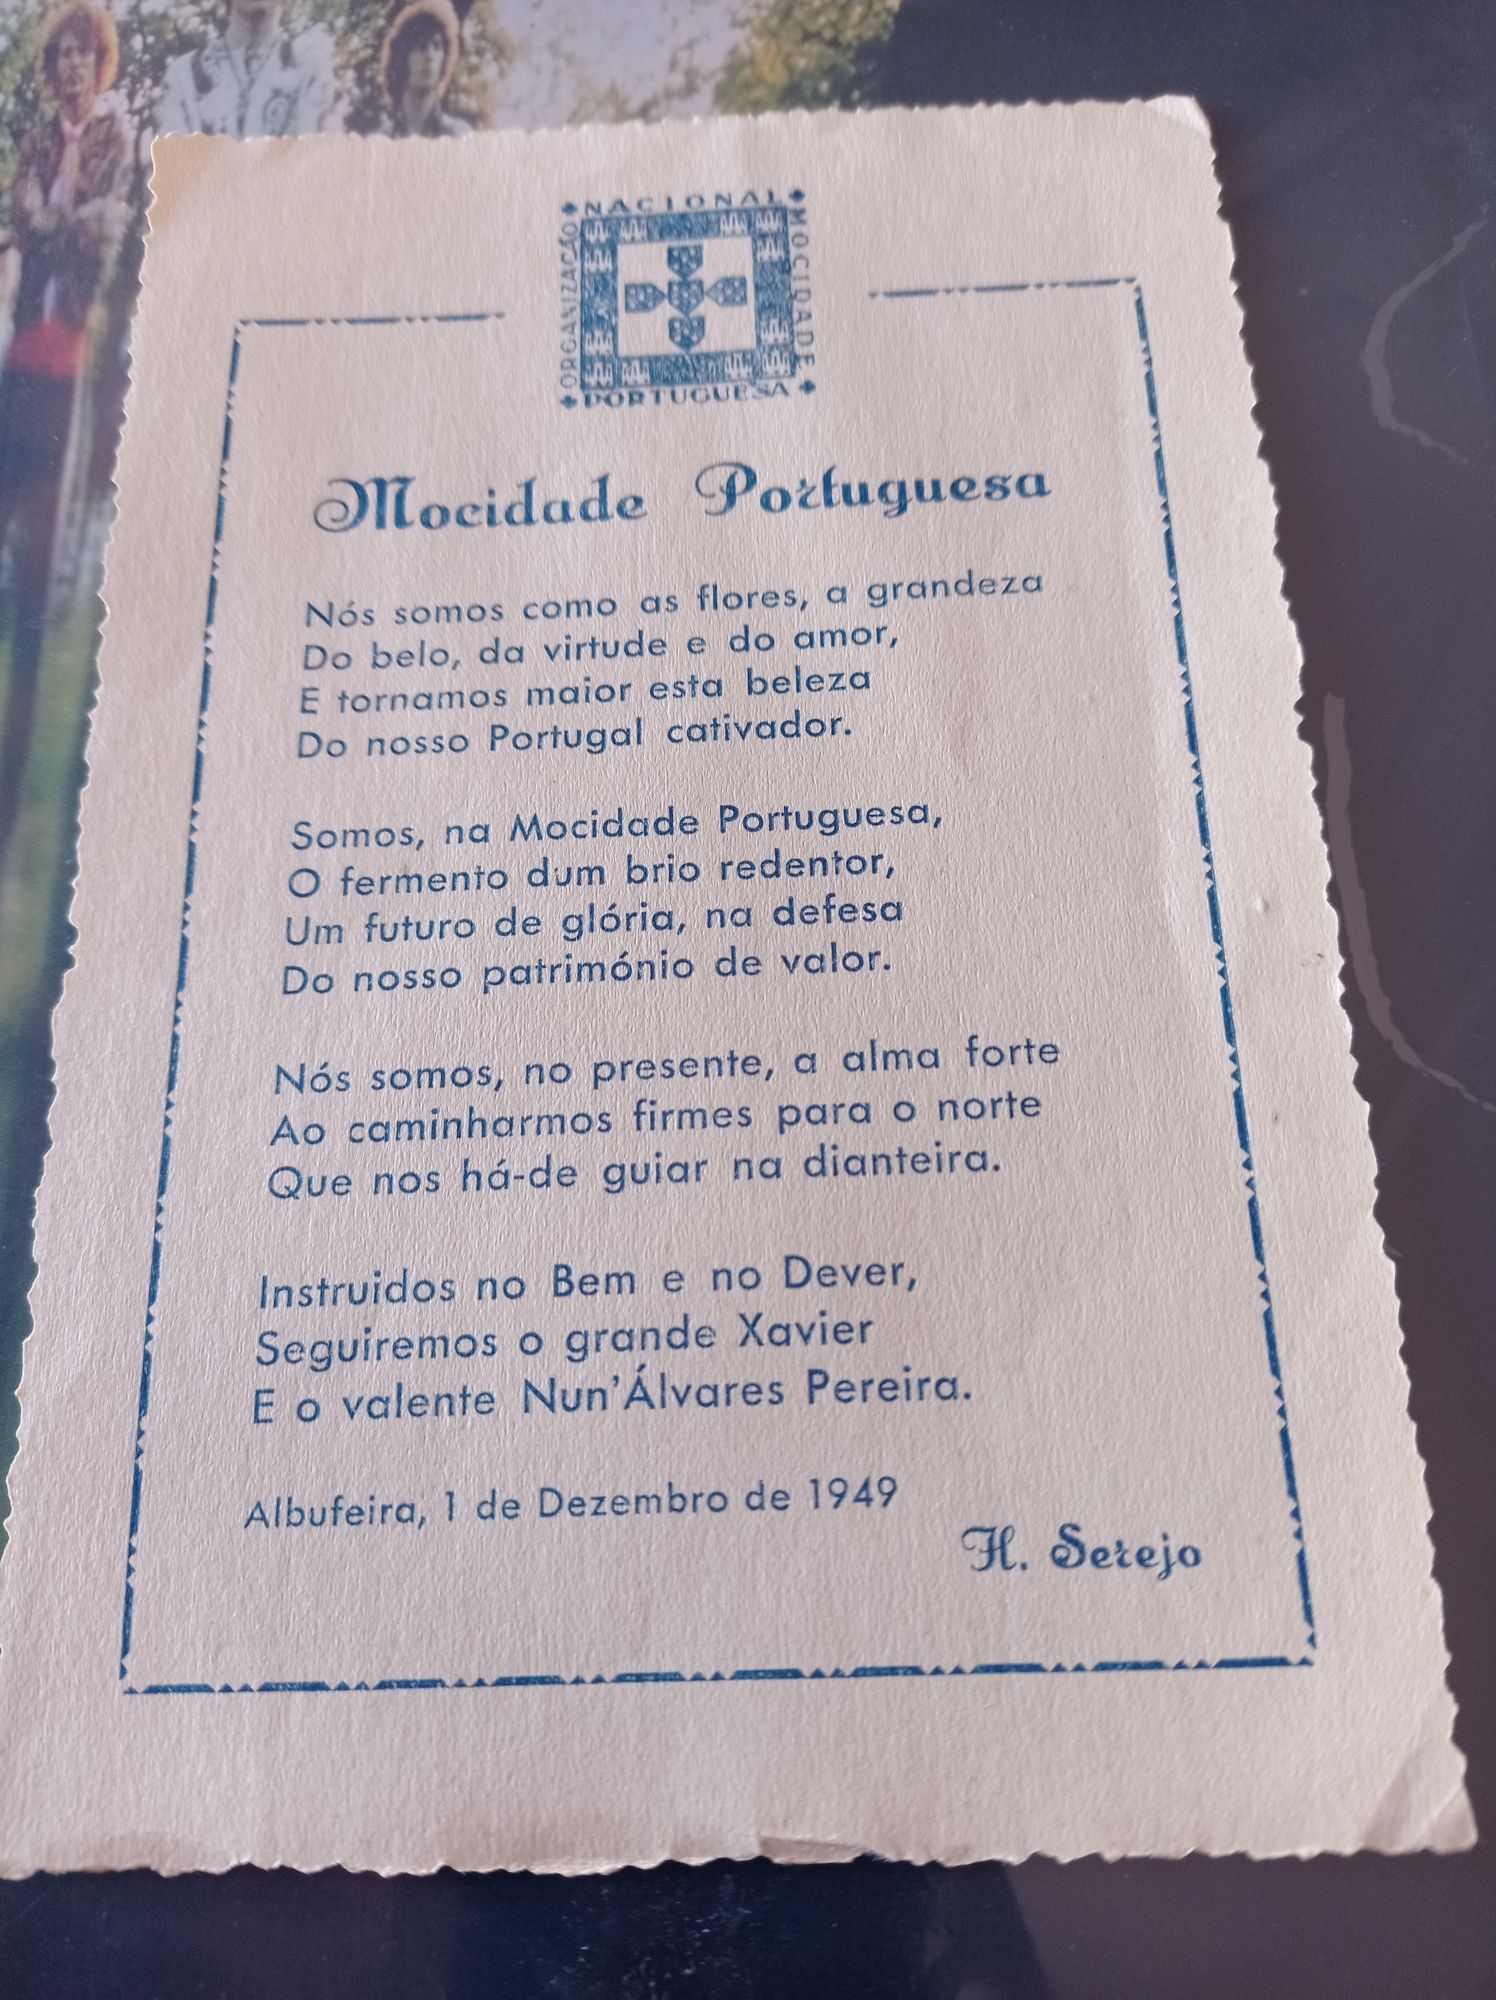 NACIONAL
ORGANIZAÇÃO
MOCIDADE
PORTUGUESA
Mocidade Portuguesa
Nós somos como as flores, a grandeza
Do belo, da virtude e do amor,
E tornamos maior esta beleza
Do nosso Portugal cativador.
Somos, na Mocidade Portuguesa,
O fermento dum brio redentor,
Um futuro de glória, na defesa
Do nosso património de valor.
Nós somos, no presente, a alma forte
Ao caminharmos firmes para o norte
Que nos há-de guiar na dianteira.
Instruidos no Bem e no Dever,
Seguiremos o grande Xavier
E o valente Nun'Álvares Pereira.
Albufeira, 1 de Dezembro de 1949
H. Serejo